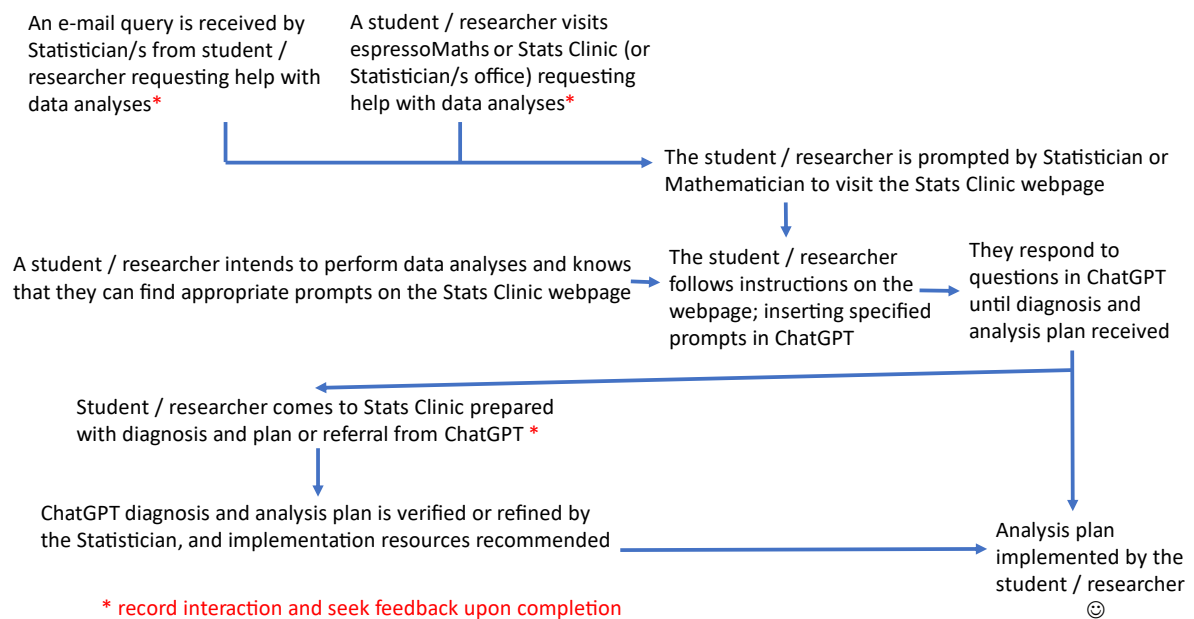 An e-mail query is received by
Statistician/s from student /
researcher requesting help with
data analyses*
A student / researcher visits
espressoMaths or Stats Clinic (or
Statistician/s office) requesting
help with data analyses*
The student / researcher is prompted by Statistician or
Mathematician to visit the Stats Clinic webpage
A student / researcher intends to perform data analyses and knows
that they can find appropriate prompts on the Stats Clinic webpage
The student / researcher
follows instructions on the
webpage; inserting specified
prompts in ChatGPT
They respond to
questions in ChatGPT
until diagnosis and
analysis plan received
Student / researcher comes to Stats Clinic prepared
with diagnosis and plan or referral from ChatGPT *
ChatGPT diagnosis and analysis plan is verified or refined by
the Statistician, and implementation resources recommended
Analysis plan
implemented by the
student / researcher
☺
* record interaction and seek feedback upon completion